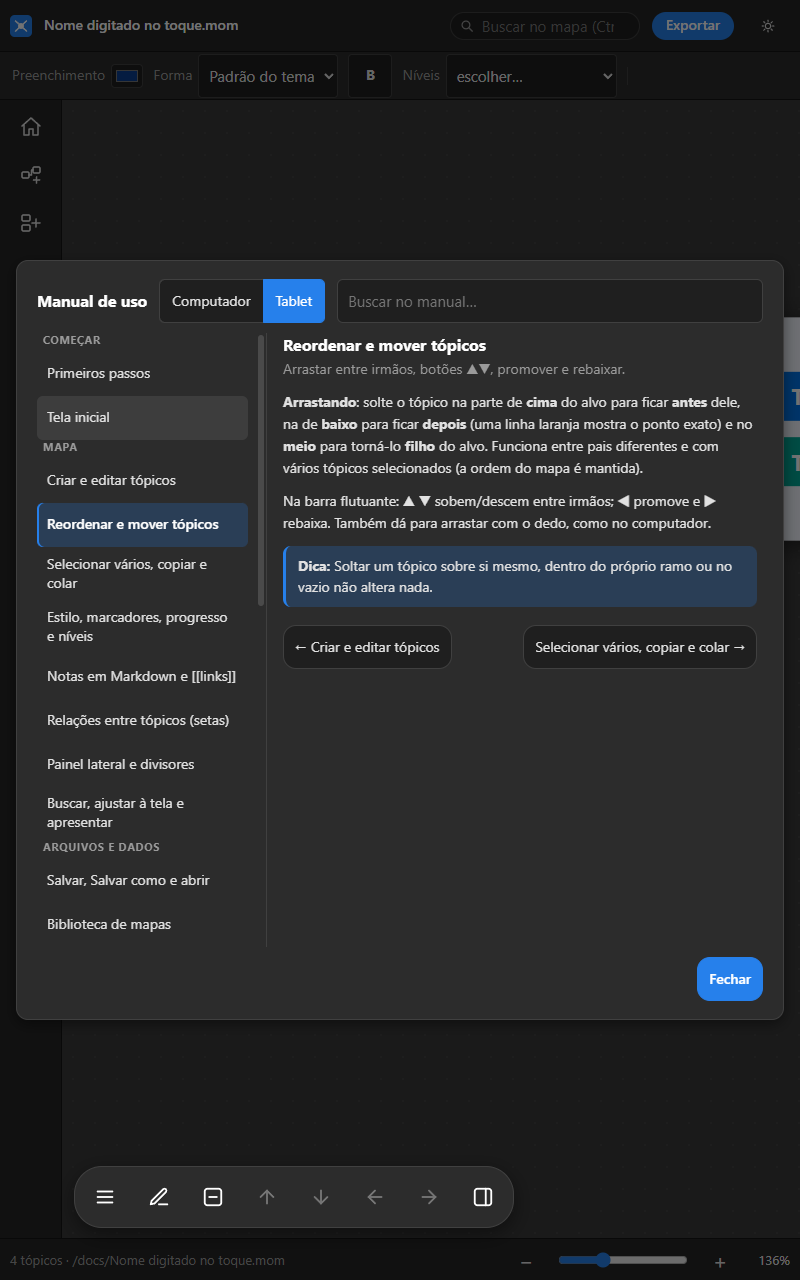 Nome digitado no toque.mom
Buscar no mapa (Ctr
Exportar
Preenchimento
Forma
Padrão do tema
B
Níveis
escolher...
Manual de uso
Computador
Tablet
Buscar no manual...
COMEÇAR
Primeiros passos
Tela inicial
MAPA
Criar e editar tópicos
Reordenar e mover tópicos
Selecionar vários, copiar e
colar
Estilo, marcadores, progresso
e níveis
Notas em Markdown e [[links]]
Relações entre tópicos (setas)
Painel lateral e divisores
Buscar, ajustar à tela e
apresentar
ARQUIVOS E DADOS
Salvar, Salvar como e abrir
Biblioteca de mapas
Reordenar e mover tópicos
Arrastar entre irmãos, botões ▲▼, promover e rebaixar.
Arrastando: solte o tópico na parte de cima do alvo para ficar antes dele,
na de baixo para ficar depois (uma linha laranja mostra o ponto exato) e no
meio para torná-lo filho do alvo. Funciona entre pais diferentes e com
vários tópicos selecionados (a ordem do mapa é mantida).
Na barra flutuante: ▲ ▼ sobem/descem entre irmãos; ◀ promove e ▶
rebaixa. Também dá para arrastar com o dedo, como no computador.
Dica: Soltar um tópico sobre si mesmo, dentro do próprio ramo ou no
vazio não altera nada.
← Criar e editar tópicos
Selecionar vários, copiar e colar →
Fechar
4 tópicos · /docs/Nome digitado no toque.mom
136%